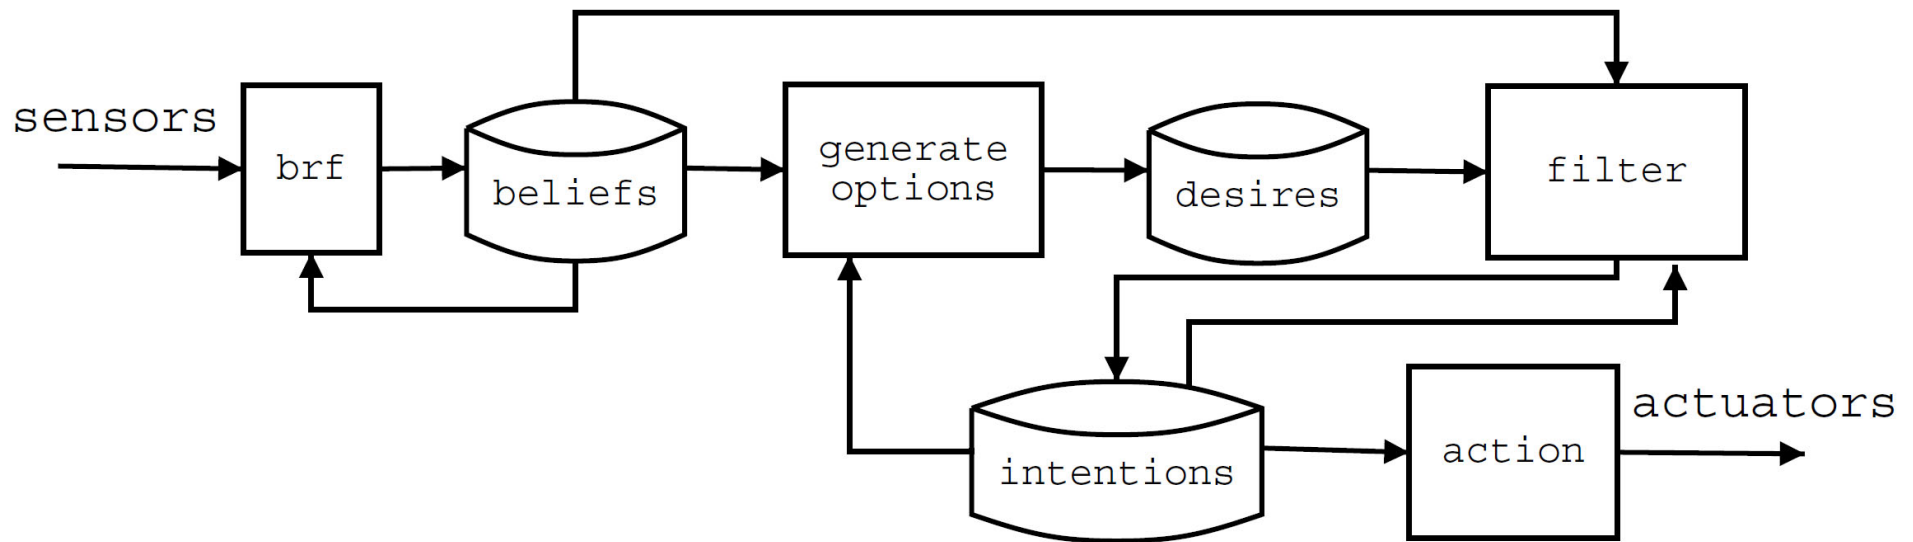 sensors
brf
beliefs
generate
options
desires
filter
intentions
action
actuators